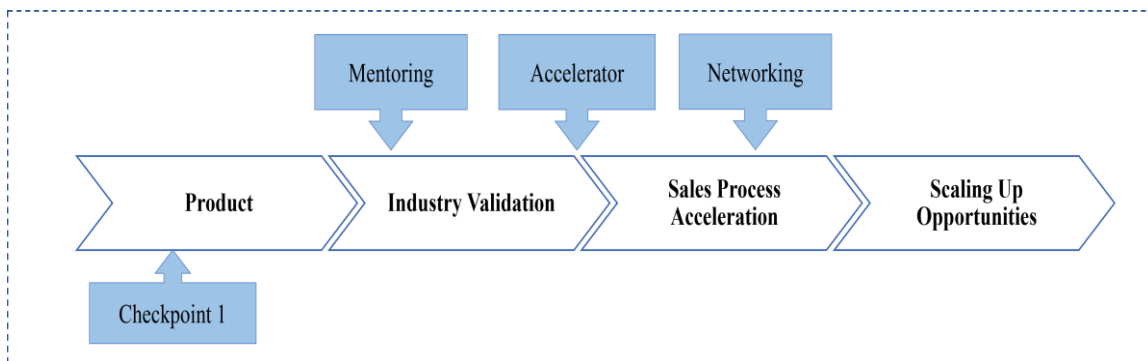 Mentoring
Accelerator
Networking
Product
Industry Validation
Sales Process
Acceleration
Scaling Up
Opportunities
Checkpoint 1